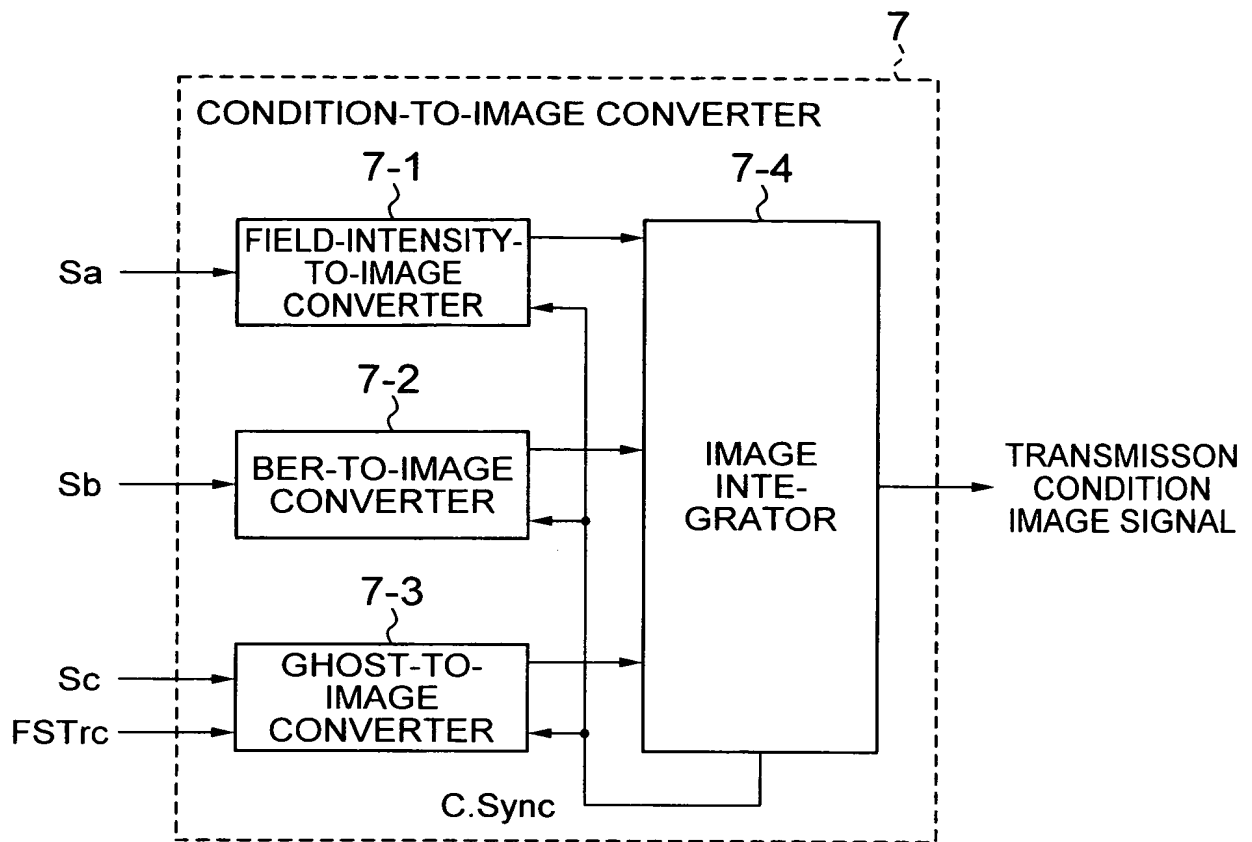 7
CONDITION-TO-IMAGE CONVERTER
7-1
7-4
FIELD-INTENSITY-
TO-IMAGE
CONVERTER
Sa
7-2
BER-TO-IMAGE
CONVERTER
Sb
IMAGE
INTE-
GRATOR
TRANSMISSON
CONDITION
IMAGE SIGNAL
7-3
GHOST-TO-
IMAGE
CONVERTER
Sc
FSTrc
C.Sync